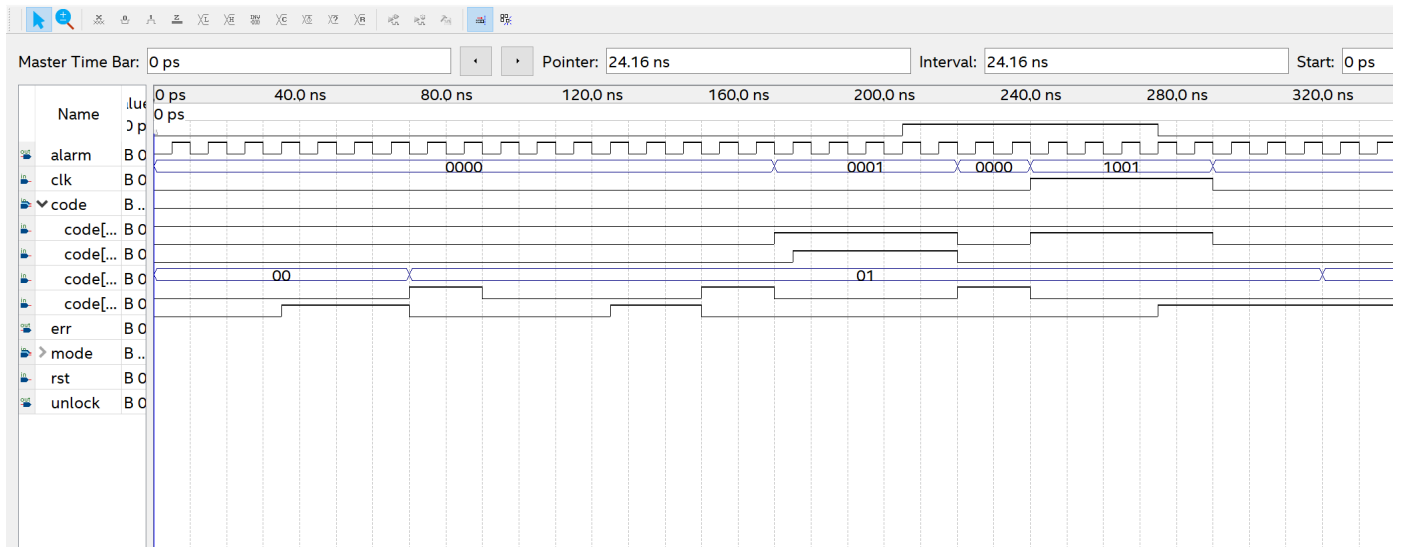 Master Time Bar: 0 ps Pointer: 24.16 ns Interval: 24.16 ns Start: 0 ps
Name
0 ps 40.0 ns 80.0 ns 120.0 ns 160.0 ns 200.0 ns 240.0 ns 280.0 ns 320.0 ns
0 ps
alarm B 0
0000 0001 0000 1001
clk B 0
code B ..
code[... B 0
code[... B 0
code[... B 0
00 01
code[... B 0
err B 0
mode B ..
rst B 0
unlock B 0